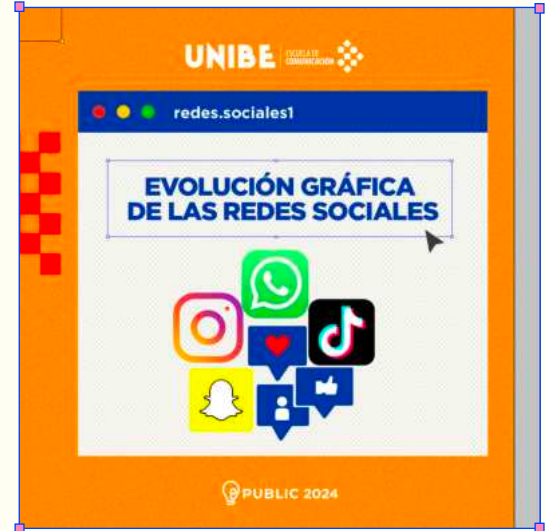 UNIBE
ESCUELA DE
COMUNICACIÓN
redes.sociales1
EVOLUCIÓN GRÁFICA
DE LAS REDES SOCIALES
PUBLIC 2024